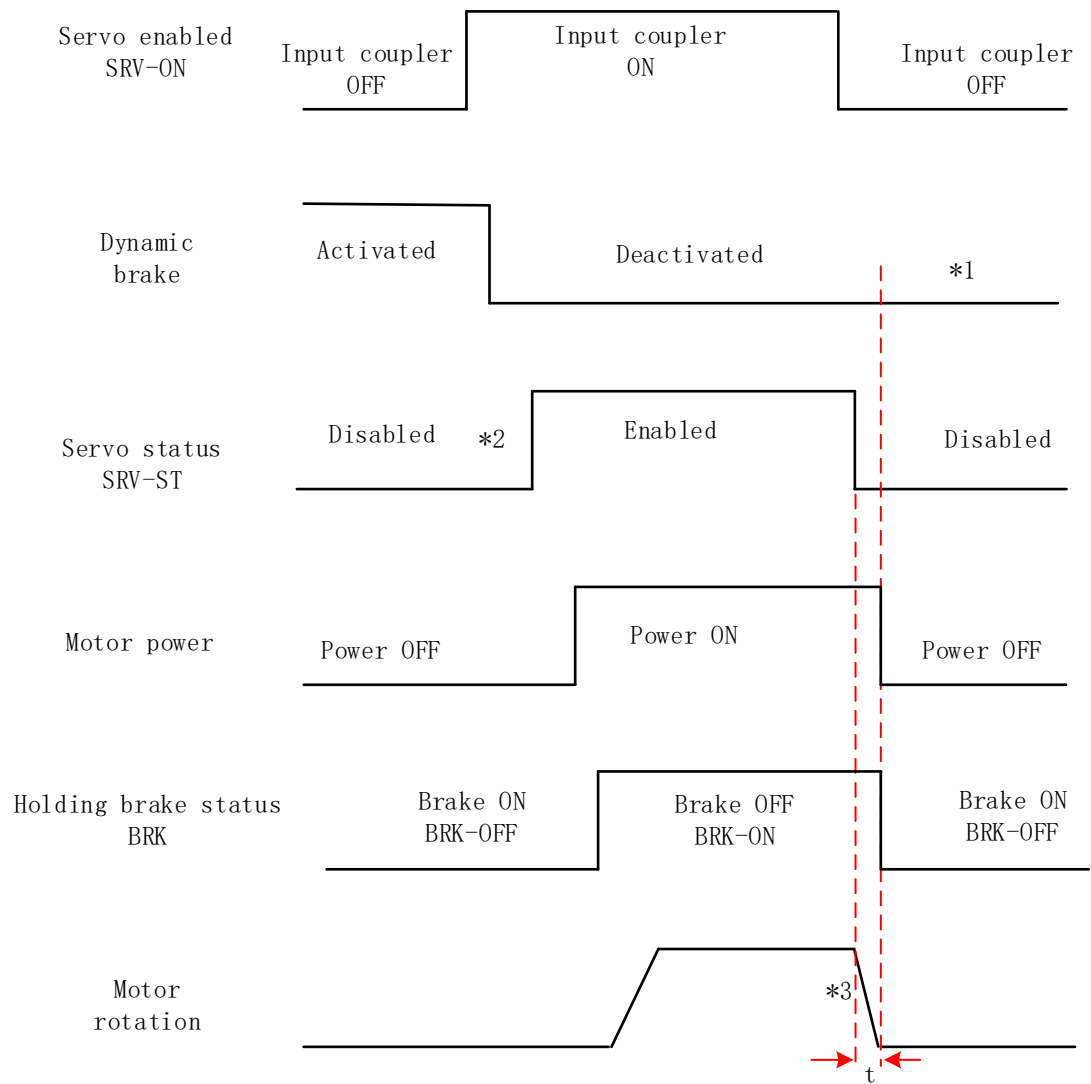 Servo enabled
SRV-ON
Input coupler
OFF
Input coupler
ON
Input coupler
OFF
Dynamic
brake
Activated
Deactivated
*1
Servo status
SRV-ST
Disabled
*2
Enabled
Disabled
Motor power
Power OFF
Power ON
Power OFF
Holding brake status
BRK
Brake ON
BRK-OFF
Brake OFF
BRK-ON
Brake ON
BRK-OFF
Motor
rotation
*3
t